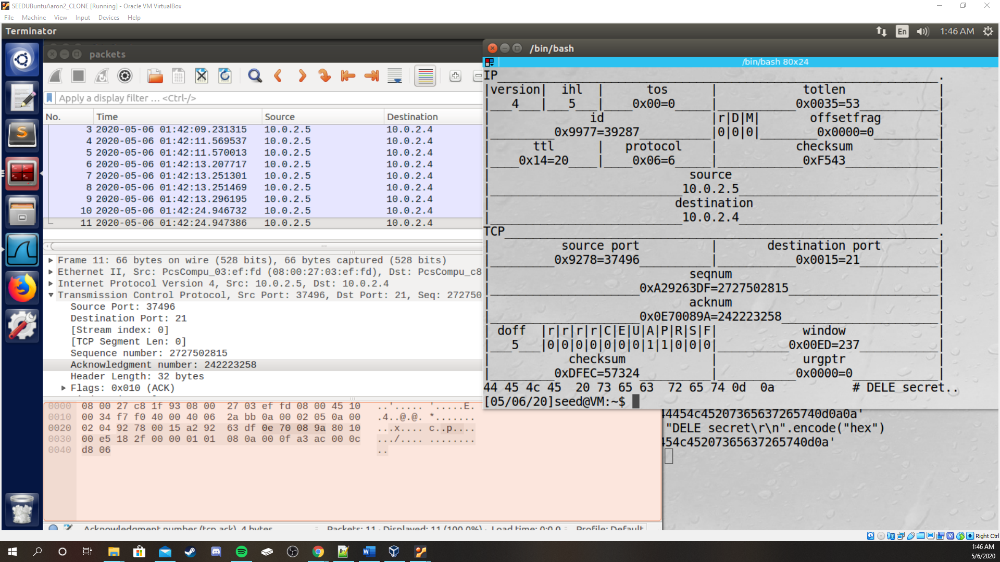 SEEDUBuntuAaron2_CLONE [Running] - Oracle VM VirtualBox
File Machine View Input Devices Help
Terminator
En 1:46 AM
packets
Apply a display filter … <Ctrl-/>
No. Time Source Destination
3 2020-05-06 01:42:09.231315 10.0.2.5 10.0.2.4
4 2020-05-06 01:42:11.569537 10.0.2.5 10.0.2.4
5 2020-05-06 01:42:11.570013 10.0.2.5 10.0.2.4
6 2020-05-06 01:42:13.207717 10.0.2.5 10.0.2.4
7 2020-05-06 01:42:13.251301 10.0.2.5 10.0.2.4
8 2020-05-06 01:42:13.251469 10.0.2.5 10.0.2.4
9 2020-05-06 01:42:13.296195 10.0.2.5 10.0.2.4
10 2020-05-06 01:42:24.946732 10.0.2.5 10.0.2.4
11 2020-05-06 01:42:24.947386 10.0.2.5 10.0.2.4
Frame 11: 66 bytes on wire (528 bits), 66 bytes captured (528 bits)
Ethernet II, Src: PcsCompu_03:ef:fd (08:00:27:03:ef:fd), Dst: PcsCompu_c8
Internet Protocol Version 4, Src: 10.0.2.5, Dst: 10.0.2.4
Transmission Control Protocol, Src Port: 37496, Dst Port: 21, Seq: 272750
Source Port: 37496
Destination Port: 21
[Stream index: 0]
[TCP Segment Len: 0]
Sequence number: 2727502815
Acknowledgment number: 242223258
Header Length: 32 bytes
Flags: 0x010 (ACK)
0000 08 00 27 c8 1f 93 08 00 27 03 ef fd 08 00 45 10 ..'..... '.....E.
0010 00 34 f7 f0 40 00 40 06 2a bb 0a 00 02 05 0a 00 .4..@.@. *.......
0020 02 04 92 78 00 15 a2 92 63 df 0e 70 08 9a 80 10 ...x.... c..p....
0030 00 e5 18 2f 00 00 01 01 08 0a 00 0f a3 ac 00 0c .../.... ........
0040 d8 06 ..
Acknowledgment number (tcp.ack), 4 bytes Packets: 11 · Displayed: 11 (100.0%) · Load time: 0:0.0 Profile: Default
/bin/bash
/bin/bash 80x24
IP______________________________________________________________.
|version| ihl | tos | totlen |
|___4___|___5___|____0x00=0_____|___________0x0035=53___________|
| id |r|D|M| offsetfrag |
|_________0x9977=39287__________|0|0|0|________0x0000=0_________|
| ttl | protocol | checksum |
|____0x14=20____|____0x06=6_____|____________0xF543_____________|
| source |
|___________________________10.0.2.5____________________________|
| destination |
|___________________________10.0.2.4____________________________|
TCP_____________________________________________________________.
| source port | destination port |
|_________0x9278=37496__________|___________0x0015=21___________|
| seqnum |
|_____________________0xA29263DF=2727502815_____________________|
| acknum |
|_____________________0x0E70089A=242223258______________________|
| doff |r|r|r|r|C|E|U|A|P|R|S|F| window |
|___5___|0|0|0|0|0|0|0|1|1|0|0|0|__________0x00ED=237___________|
| checksum | urgptr |
|_________0xDFEC=57324__________|___________0x0000=0____________|
44 45 4c 45 20 73 65 63 72 65 74 0d 0a # DELE secret..
[05/06/20]seed@VM:~$
44454c45207365637265740d0a0a'
"DELE secret\r\n".encode("hex")
454c45207365637265740d0a'
Right Ctrl
1:46 AM
5/6/2020